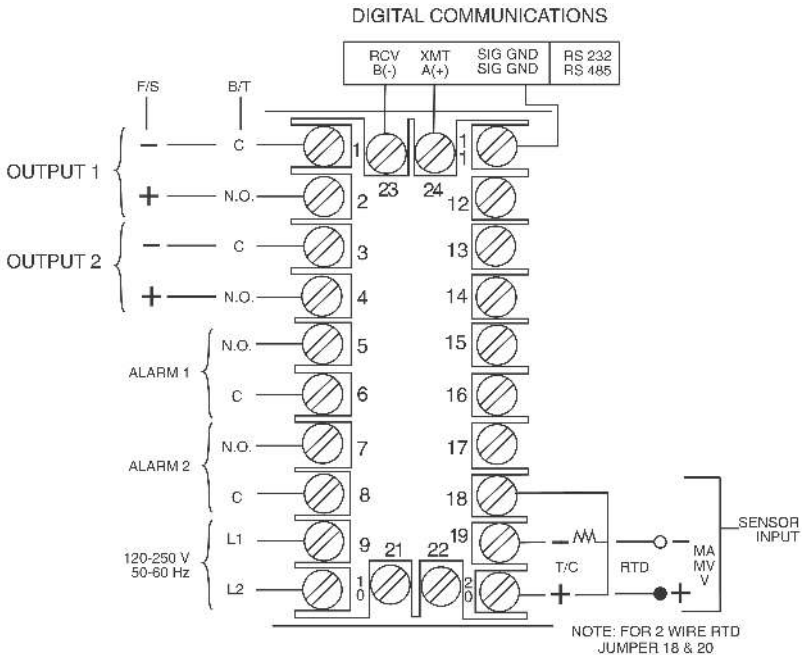 DIGITAL COMMUNICATIONS
RCV XMT SIG GND RS 232
B(-) A(+) SIG GND RS 485
F/S B/T
OUTPUT 1
− C 1
+ N.O. 2
OUTPUT 2
− C 3
+ N.O. 4
ALARM 1
N.O. 5
C 6
ALARM 2
N.O. 7
C 8
120-250 V
50-60 Hz
L1 9
L2 10
23 24
21 22
11
12
13
14
15
16
17
18
19 −
20 +
T/C RTD
−
+
MA
MV
V
SENSOR
INPUT
NOTE: FOR 2 WIRE RTD
JUMPER 18 & 20